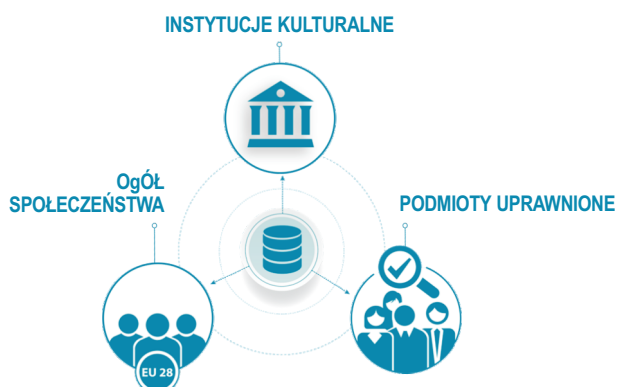 INSTYTUCJE KULTURALNE
OgÓŁ
SPOŁECZEŃSTWA
PODMIOTY UPRAWNIONE
EU 28